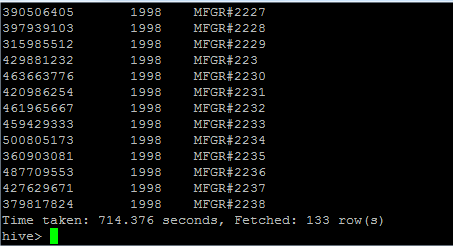 390506405 1998 MFGR#2227
397939103 1998 MFGR#2228
315985512 1998 MFGR#2229
429881232 1998 MFGR#223
463663776 1998 MFGR#2230
420986254 1998 MFGR#2231
461965667 1998 MFGR#2232
459429333 1998 MFGR#2233
500805173 1998 MFGR#2234
360903081 1998 MFGR#2235
487709553 1998 MFGR#2236
427629671 1998 MFGR#2237
379817824 1998 MFGR#2238
Time taken: 714.376 seconds, Fetched: 133 row(s)
hive>